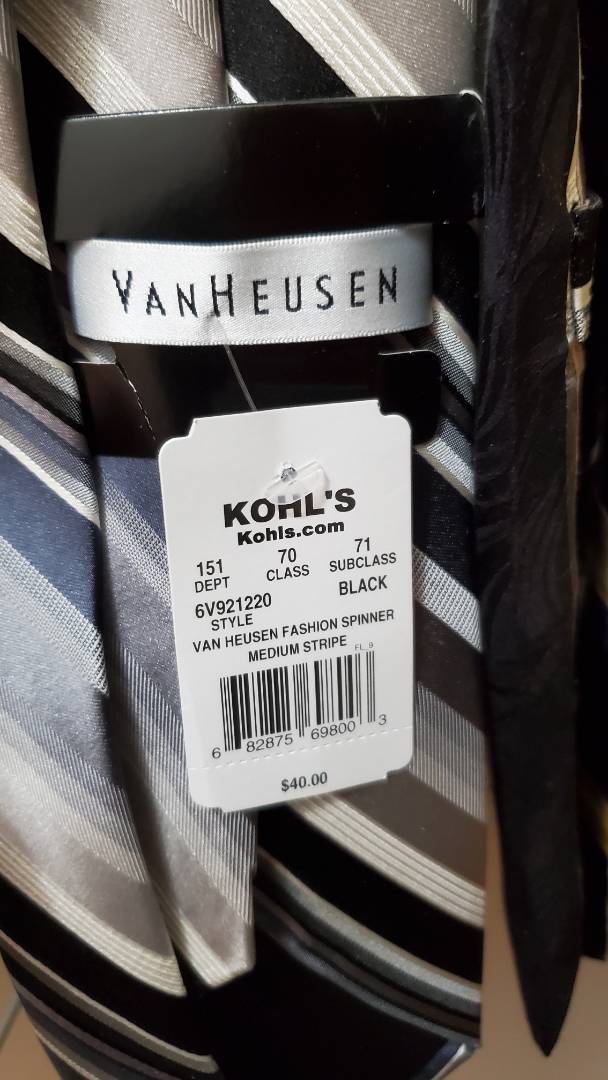 VANHEUSEN
KOHL'S
Kohls.com
151 70 71
DEPT CLASS SUBCLASS
6V921220 BLACK
STYLE
VAN HEUSEN FASHION SPINNER
MEDIUM STRIPE
FL_9
6 82875 69800 3
$40.00